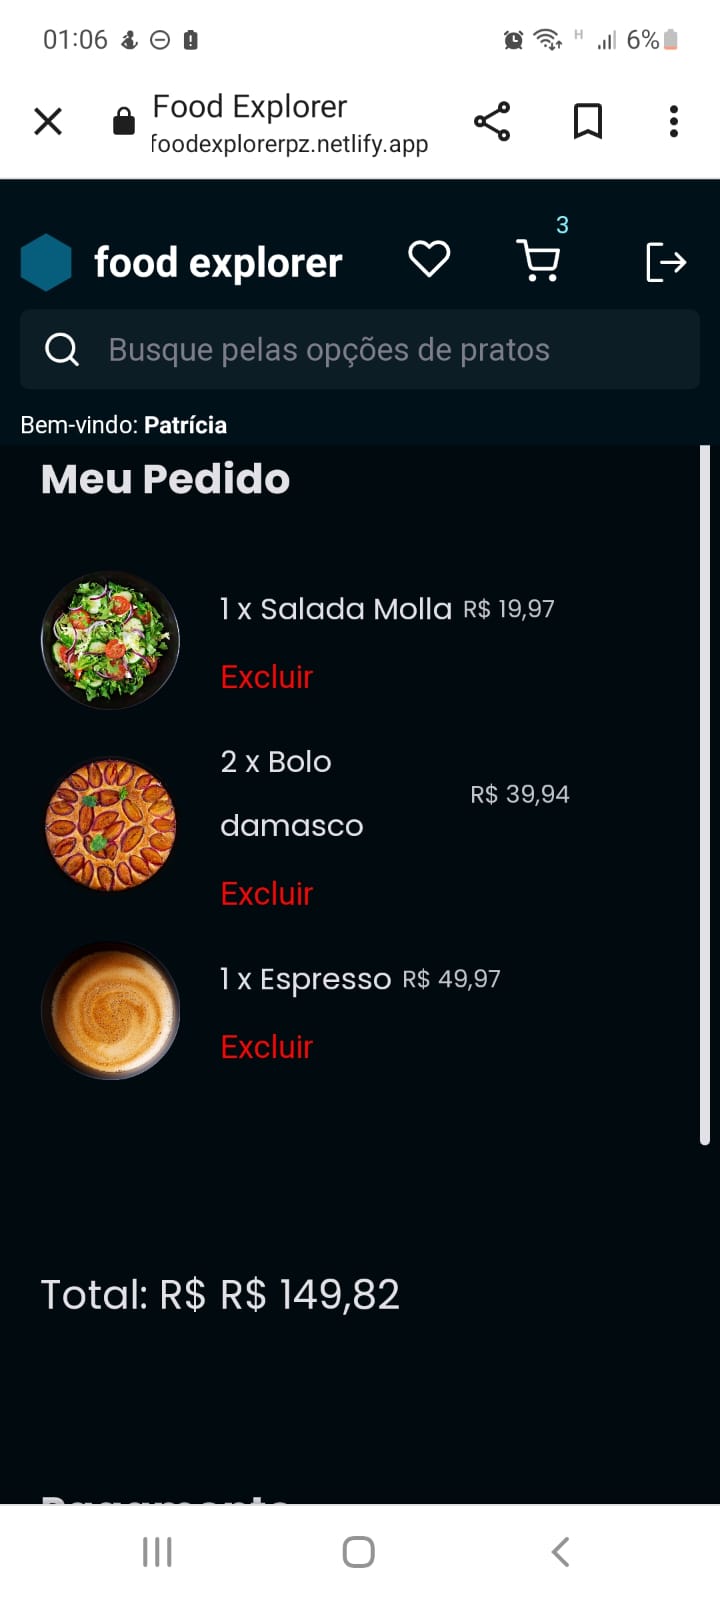 01:06
H
6%
Food Explorer
foodexplorerpz.netlify.app
3
food explorer
Busque pelas opções de pratos
Bem-vindo: Patrícia
Meu Pedido
1 x Salada Molla R$ 19,97
Excluir
2 x Bolo
damasco
R$ 39,94
Excluir
1 x Espresso R$ 49,97
Excluir
Total: R$ R$ 149,82